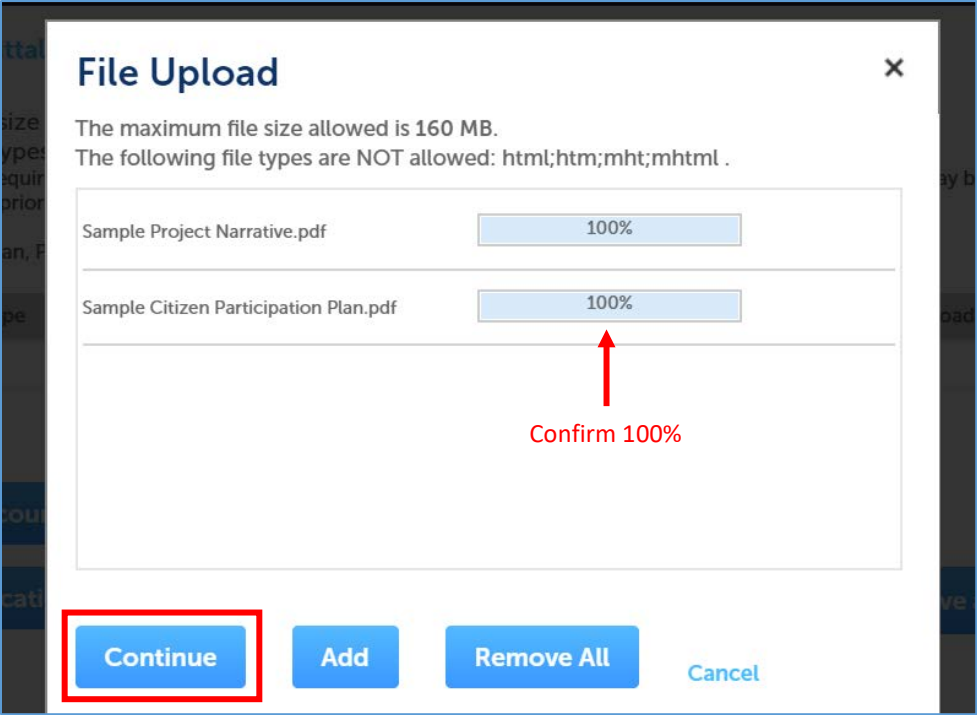 File Upload
×
The maximum file size allowed is 160 MB.
The following file types are NOT allowed: html;htm;mht;mhtml .
Sample Project Narrative.pdf 100%
Sample Citizen Participation Plan.pdf 100%
Confirm 100%
Continue Add Remove All Cancel